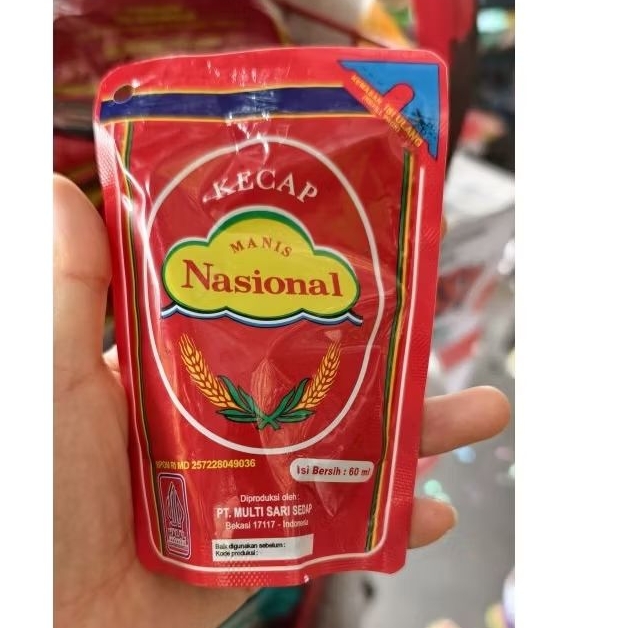 KECAP
MANIS
Nasional
BPOM RI MD 257228049036
Isi Bersih : 60 ml
Diproduksi oleh :
PT. MULTI SARI SEDAP
Bekasi 17117 - Indonesia
Baik digunakan sebelum :
Kode produksi :
HALAL